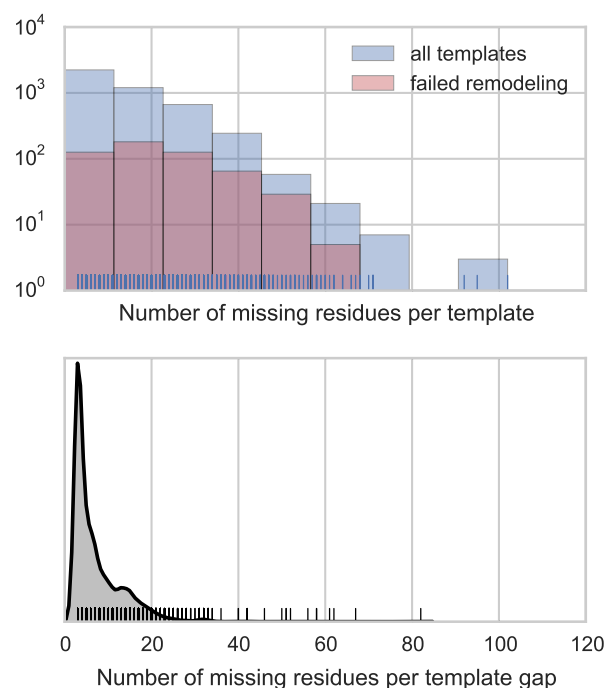 10^4
all templates
10^3
failed remodeling
10^2
10^1
10^0
Number of missing residues per template
0 20 40 60 80 100 120
Number of missing residues per template gap